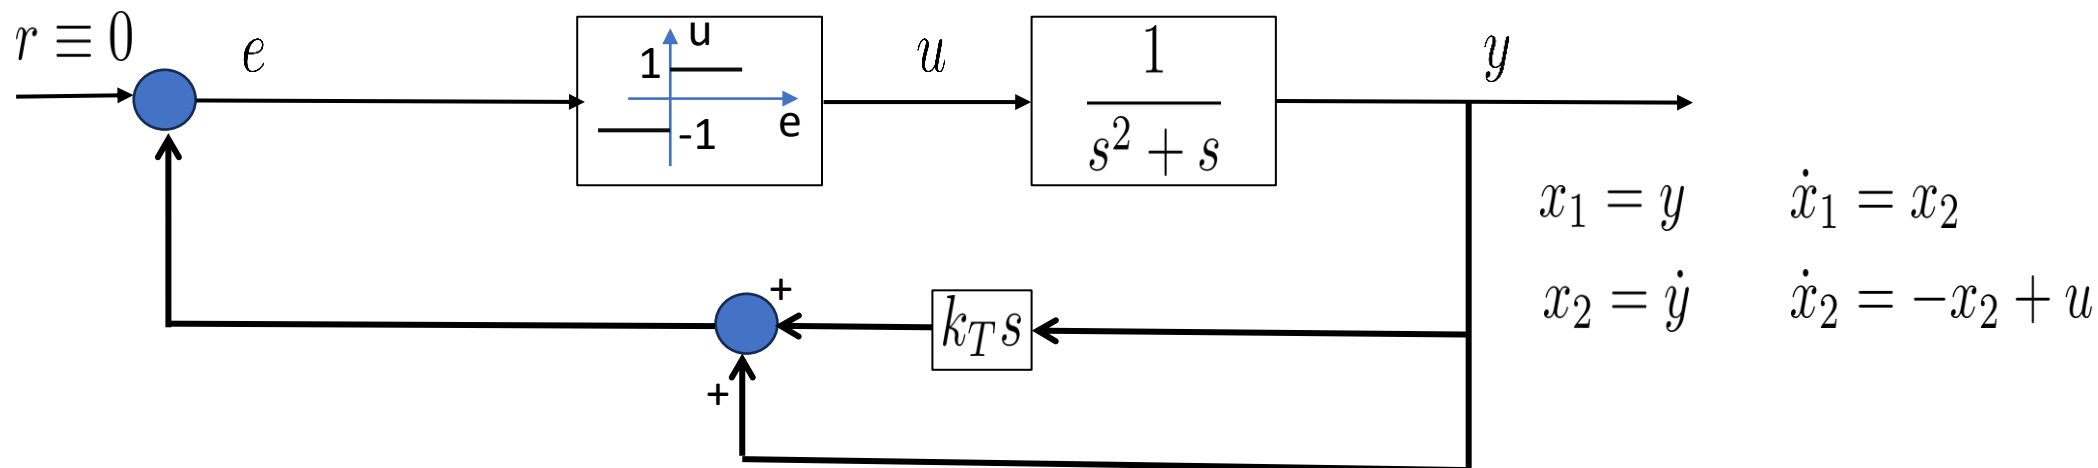 r ≡ 0
e
1
u
-1
e
u
1
s² + s
y
x₁ = y ẋ₁ = x₂
x₂ = ẏ ẋ₂ = −x₂ + u
+
k_T s
+